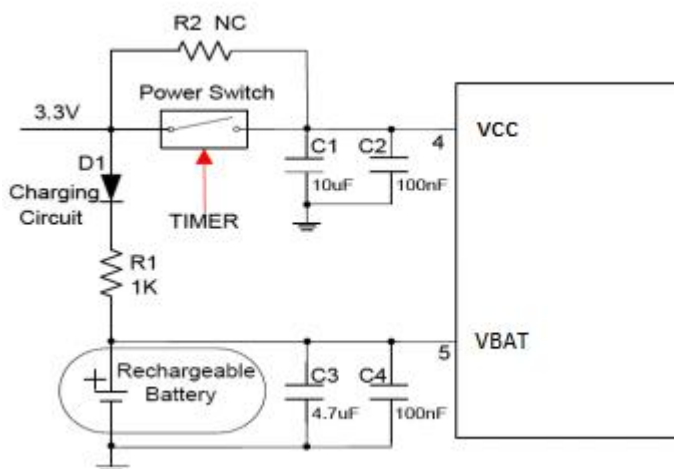 R2 NC
Power Switch
3.3V
4
VCC
D1
C1
C2
10uF
100nF
Charging
Circuit
TIMER
R1
1K
5
VBAT
+
Rechargeable
Battery
C3
C4
4.7uF
100nF